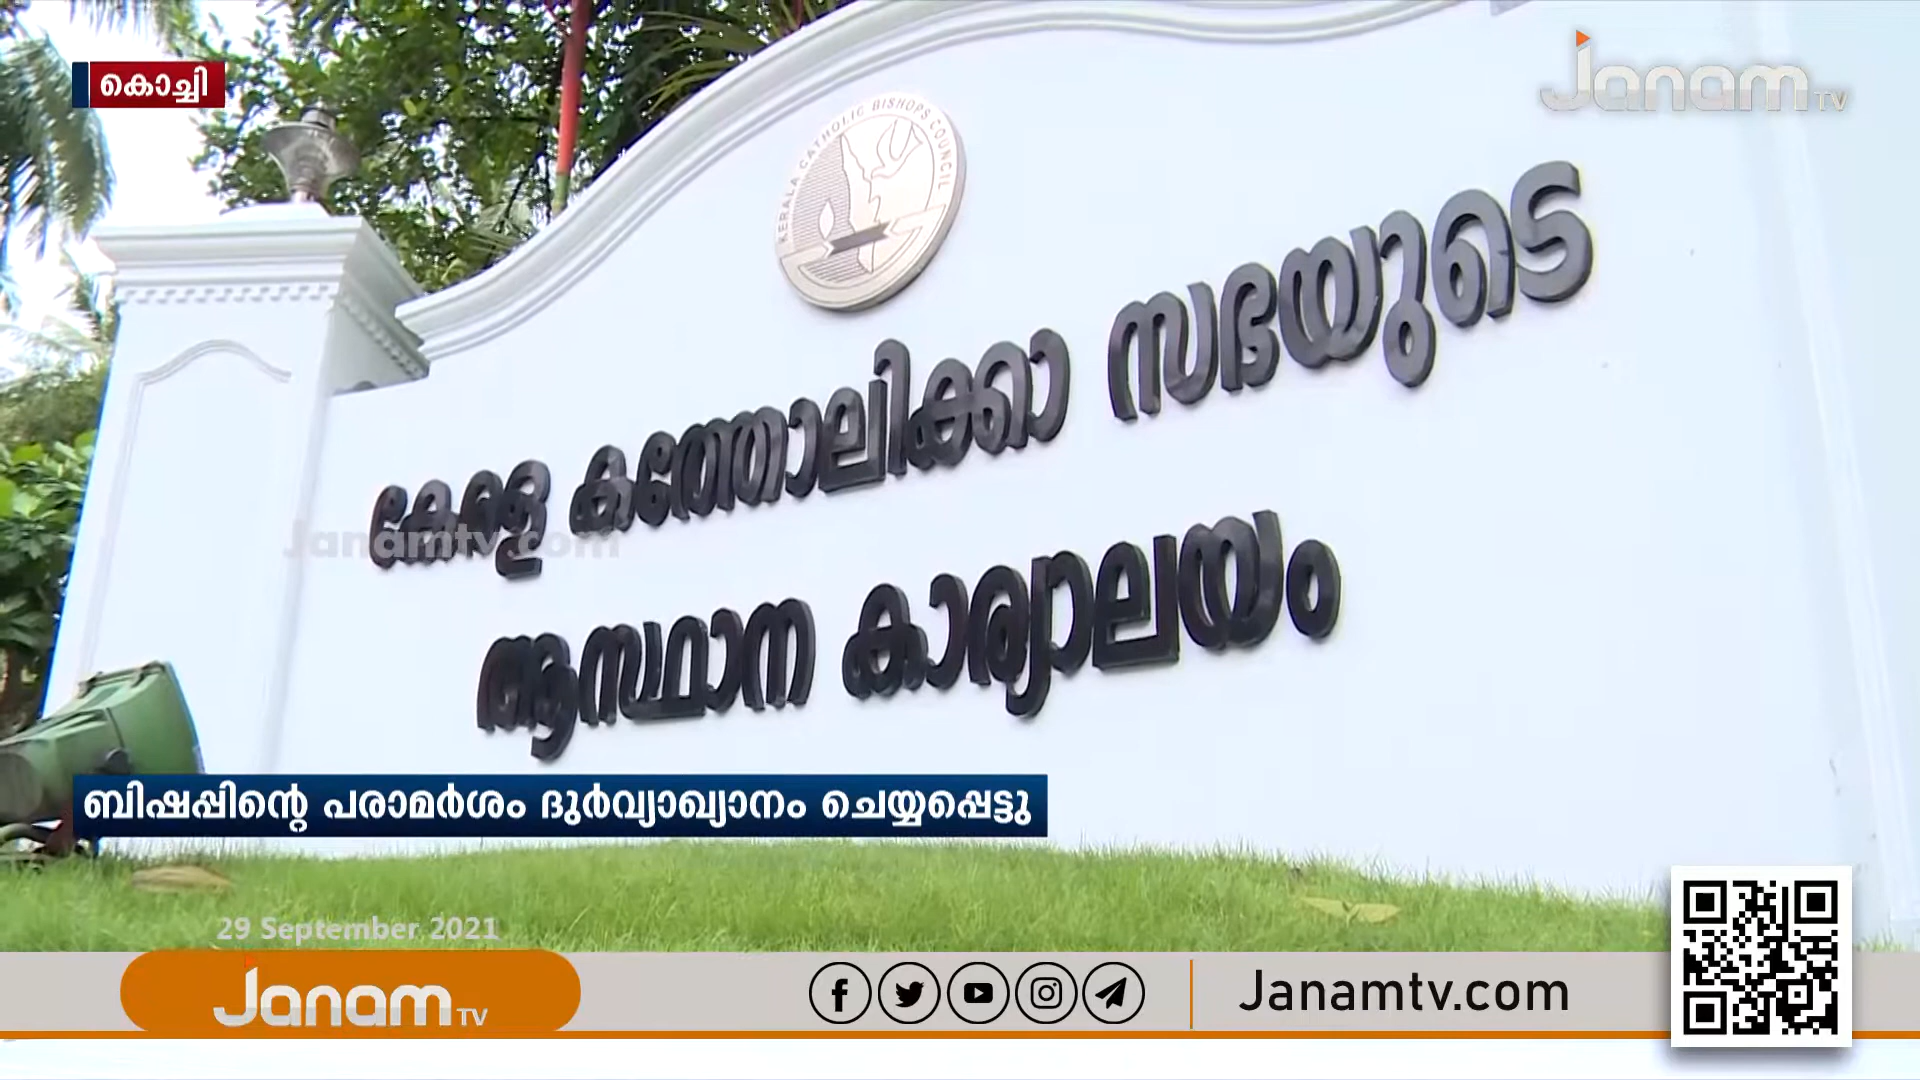 കൊച്ചി
Janam TV
KERALA CATHOLIC BISHOPS COUNCIL
കേരള കത്തോലിക്കാ സഭയുടെ
Janamtv.com
ആസ്ഥാന കാര്യാലയം
ബിഷപ്പിന്റെ പരാമർശം ദുർവ്യാഖ്യാനം ചെയ്യപ്പെട്ടു
29 September 2021
Janam TV
Janamtv.com